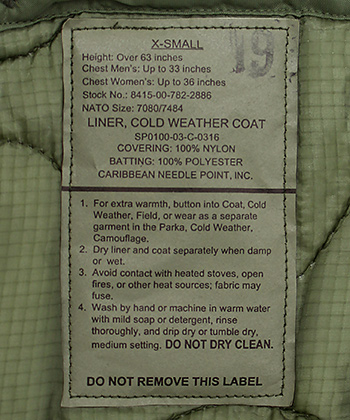 X-SMALL
19
Height: Over 63 inches
Chest Men's: Up to 33 inches
Chest Women's: Up to 36 inches
Stock No.: 8415-00-782-2886
NATO Size: 7080/7484
LINER, COLD WEATHER COAT
SP0100-03-C-0316
COVERING: 100% NYLON
BATTING: 100% POLYESTER
CARIBBEAN NEEDLE POINT, INC.
1. For extra warmth, button into Coat, Cold
Weather, Field, or wear as a separate
garment in the Parka, Cold Weather,
Camouflage.
2. Dry liner and coat separately when damp
or wet.
3. Avoid contact with heated stoves, open
fires, or other heat sources; fabric may
fuse.
4. Wash by hand or machine in warm water
with mild soap or detergent, rinse
thoroughly, and drip dry or tumble dry,
medium setting. DO NOT DRY CLEAN.
DO NOT REMOVE THIS LABEL